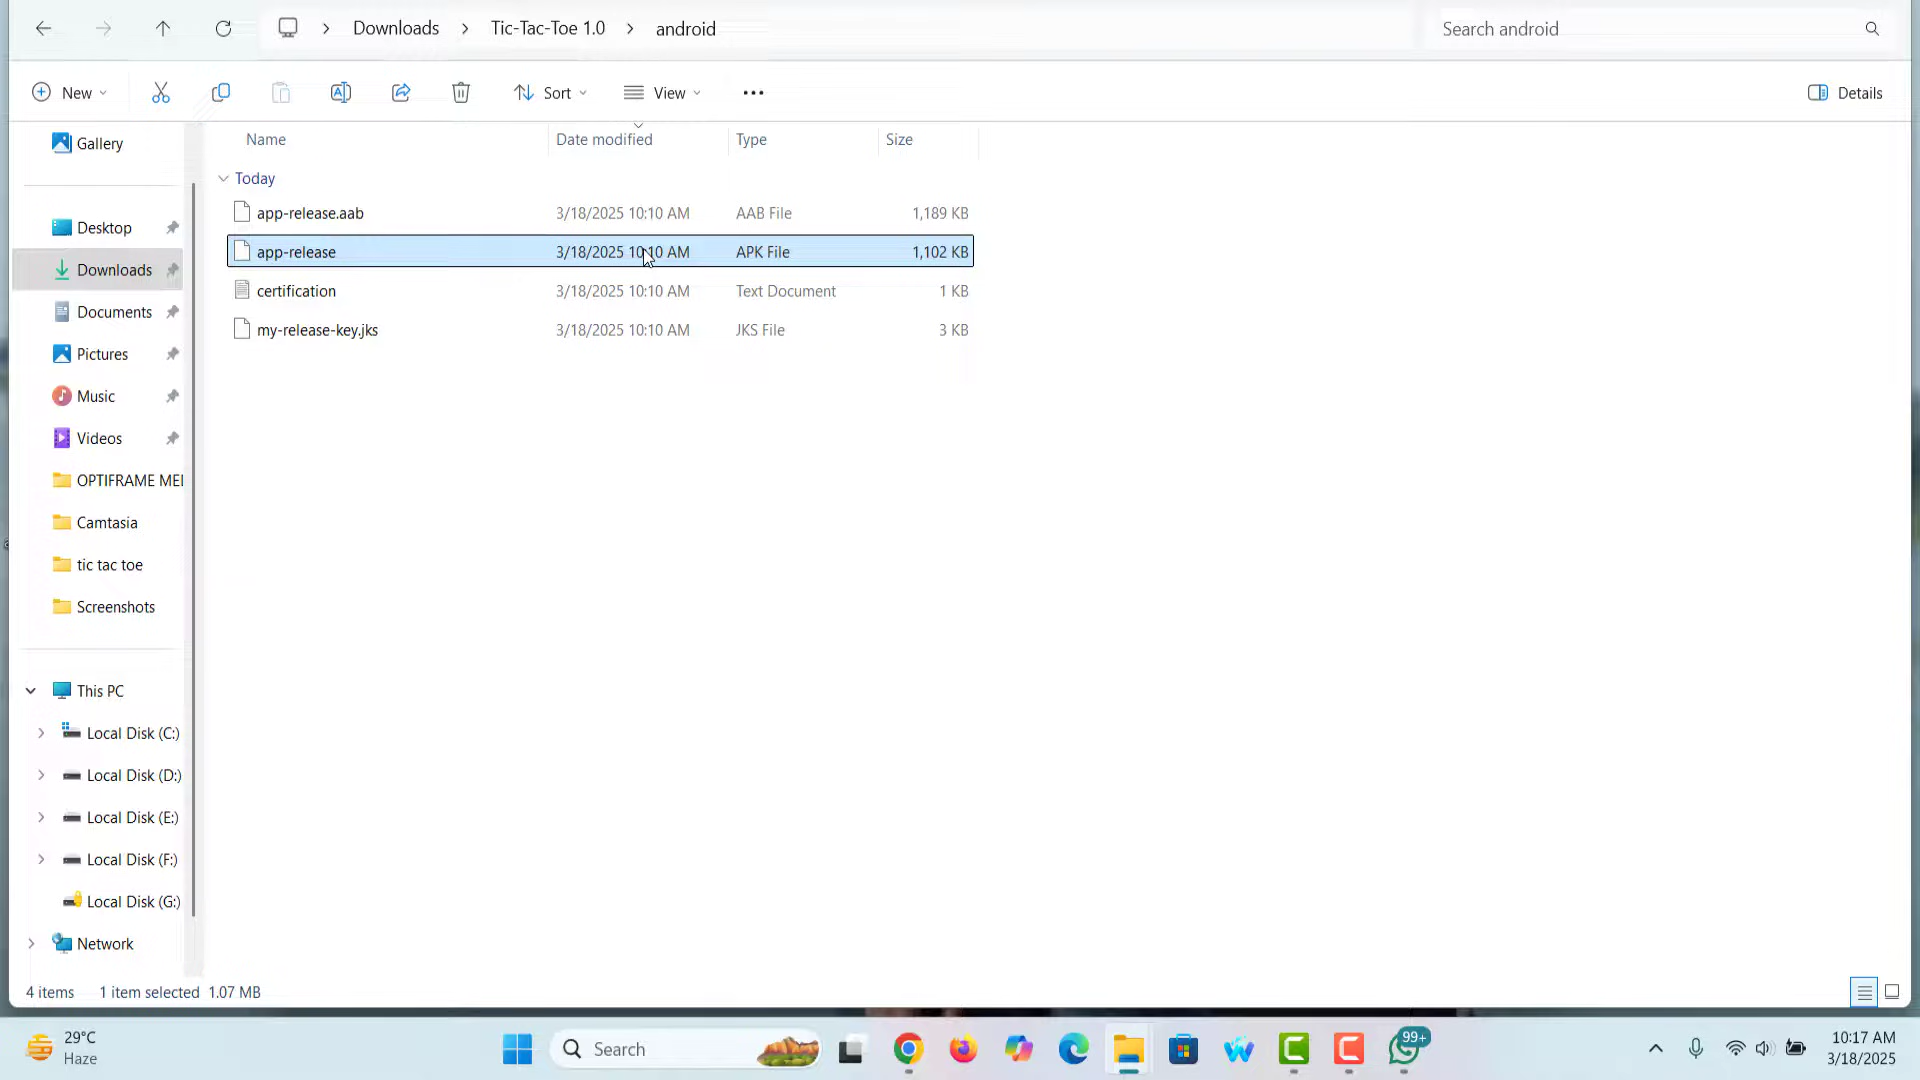 Downloads
Tic-Tac-Toe 1.0
android
Search android
New
Sort
View
Details
Gallery
Desktop
Downloads
Documents
Pictures
Music
Videos
OPTIFRAME MEI
Camtasia
tic tac toe
Screenshots
This PC
Local Disk (C:)
Local Disk (D:)
Local Disk (E:)
Local Disk (F:)
Local Disk (G:)
Network
Name Date modified Type Size
Today
app-release.aab 3/18/2025 10:10 AM AAB File 1,189 KB
app-release 3/18/2025 10:10 AM APK File 1,102 KB
certification 3/18/2025 10:10 AM Text Document 1 KB
my-release-key.jks 3/18/2025 10:10 AM JKS File 3 KB
4 items 1 item selected 1.07 MB
29°C
Haze
Search
99+
10:17 AM
3/18/2025